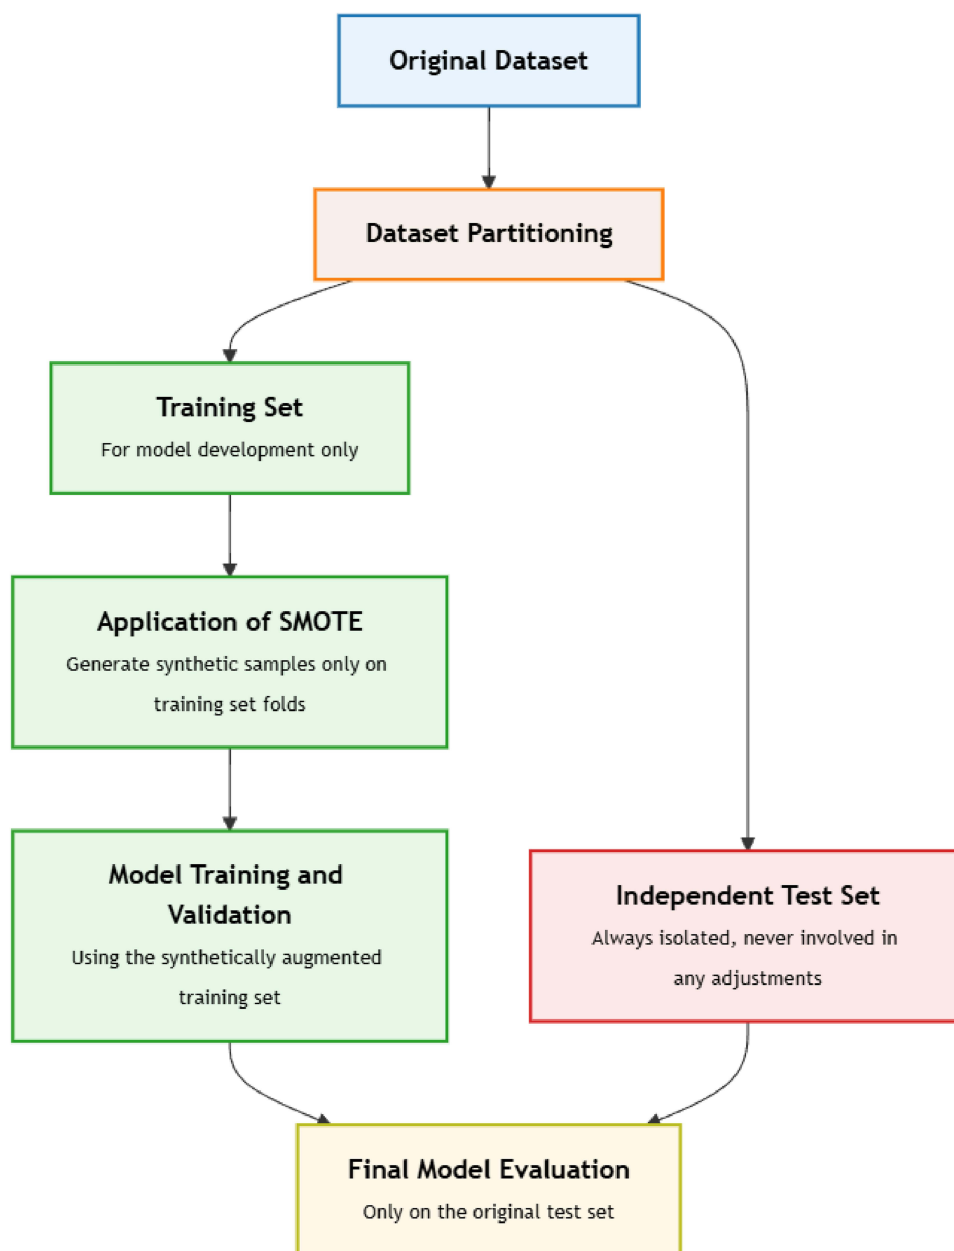 Original Dataset
Dataset Partitioning
Training Set
For model development only
Application of SMOTE
Generate synthetic samples only on
training set folds
Model Training and
Validation
Using the synthetically augmented
training set
Independent Test Set
Always isolated, never involved in
any adjustments
Final Model Evaluation
Only on the original test set